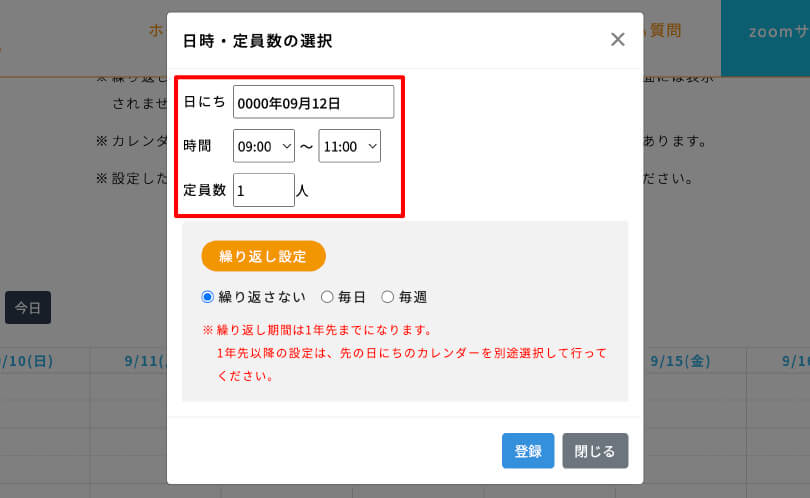 日時・定員数の選択
質問
zoomサ
※ 繰り返し
面には表示
されませ
※ カレンダ
あります。
※ 設定した
ださい。
日にち 0000年09月12日
時間 09:00 ～ 11:00
定員数 1 人
繰り返し設定
繰り返さない 毎日 毎週
※ 繰り返し期間は1年先までになります。
1年先以降の設定は、先の日にちのカレンダーを別途選択して行って
ください。
今日
/10(日)
9/11(
9/15(金)
登録 閉じる